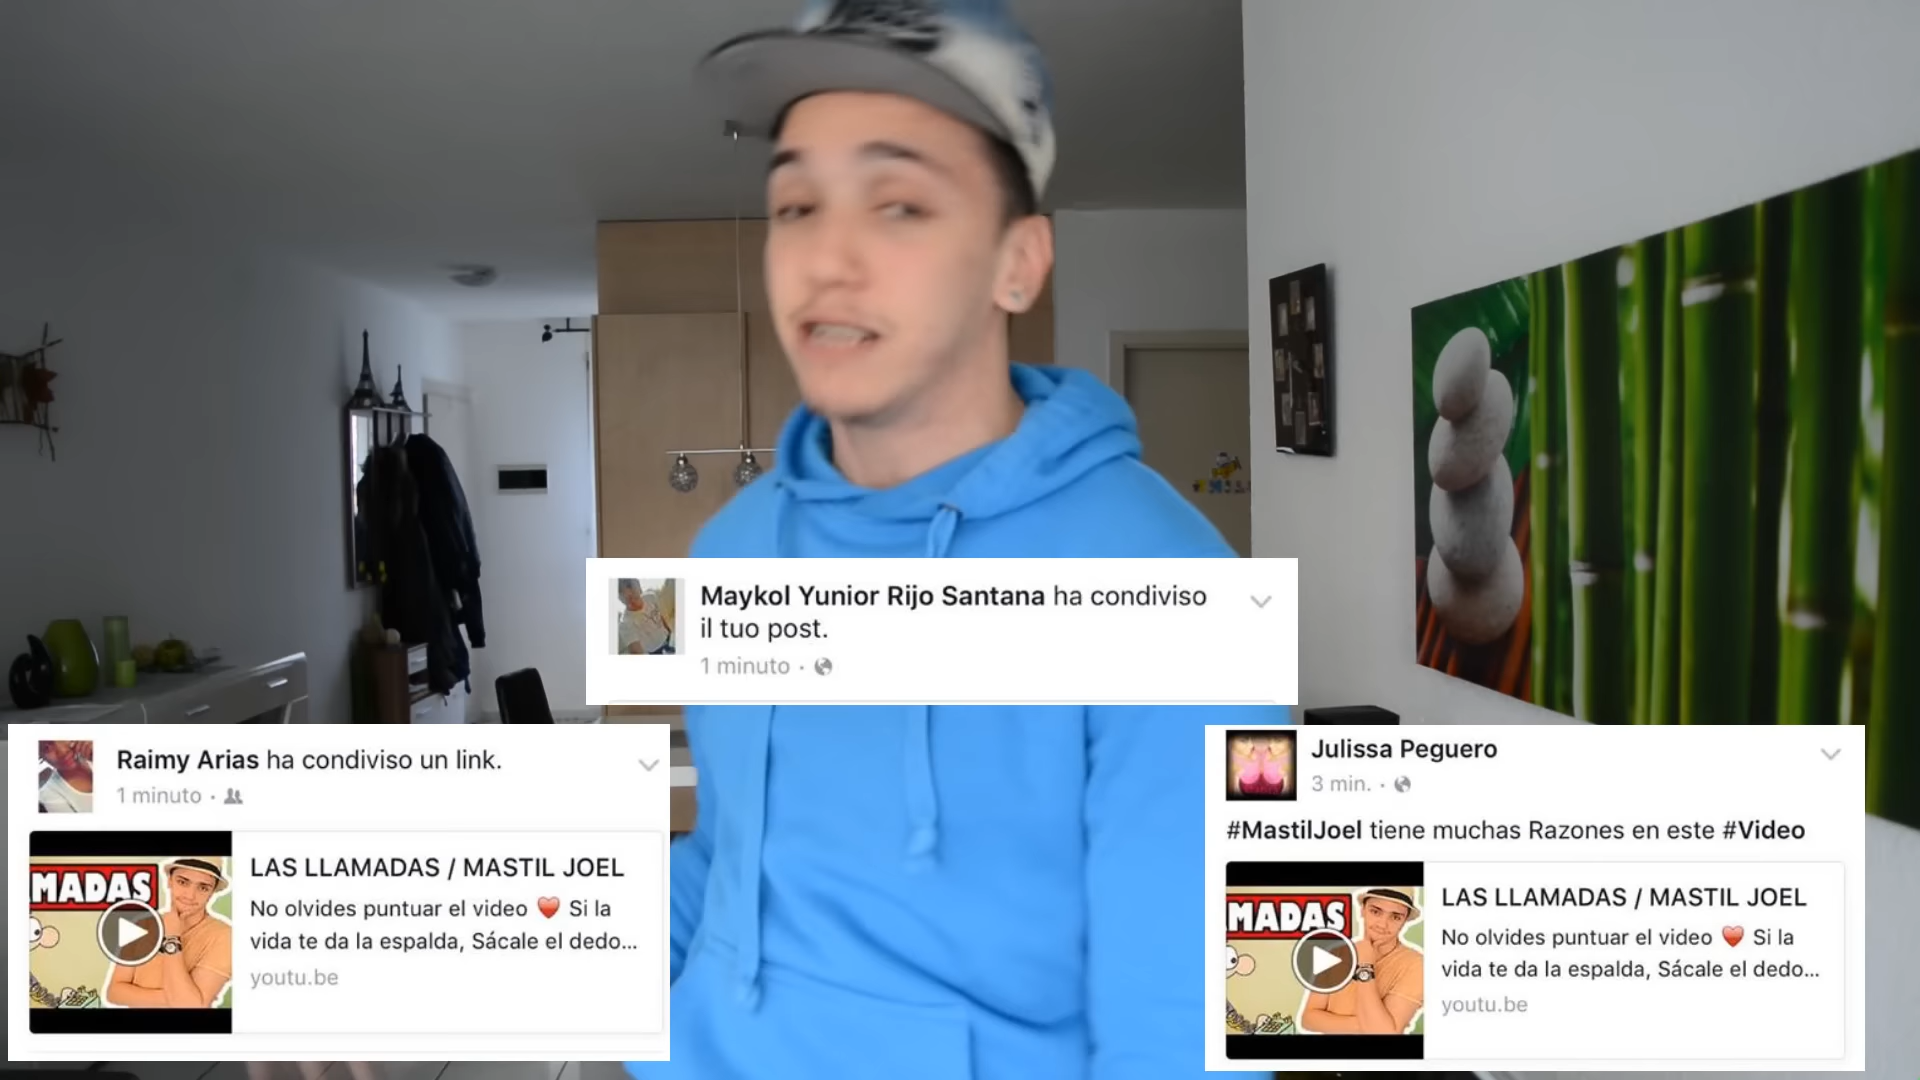 Maykol Yunior Rijo Santana ha condiviso
il tuo post.
1 minuto
Raimy Arias ha condiviso un link.
1 minuto
MADAS
LAS LLAMADAS / MASTIL JOEL
No olvides puntuar el video ❤️ Si la
vida te da la espalda, Sácale el dedo...
youtu.be
Julissa Peguero
3 min.
#MastilJoel tiene muchas Razones en este #Video
MADAS
LAS LLAMADAS / MASTIL JOEL
No olvides puntuar el video ❤️ Si la
vida te da la espalda, Sácale el dedo...
youtu.be